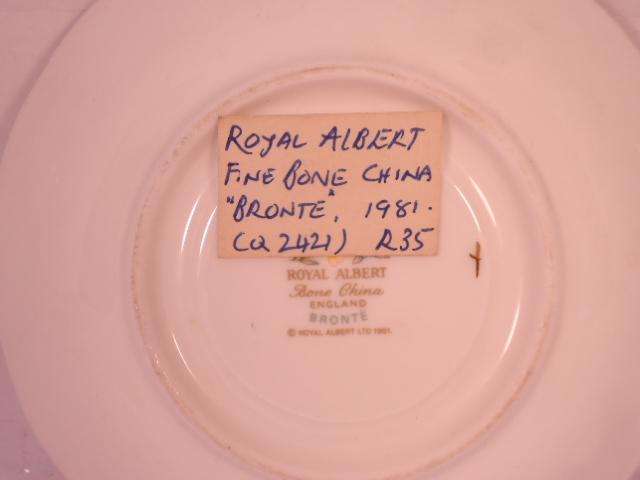 ROYAL ALBERT
FINE BONE CHINA
"BRONTE", 1981.
(Q 2421) R35
ROYAL ALBERT
Bone China
ENGLAND
BRONTË
© ROYAL ALBERT LTD 1981.